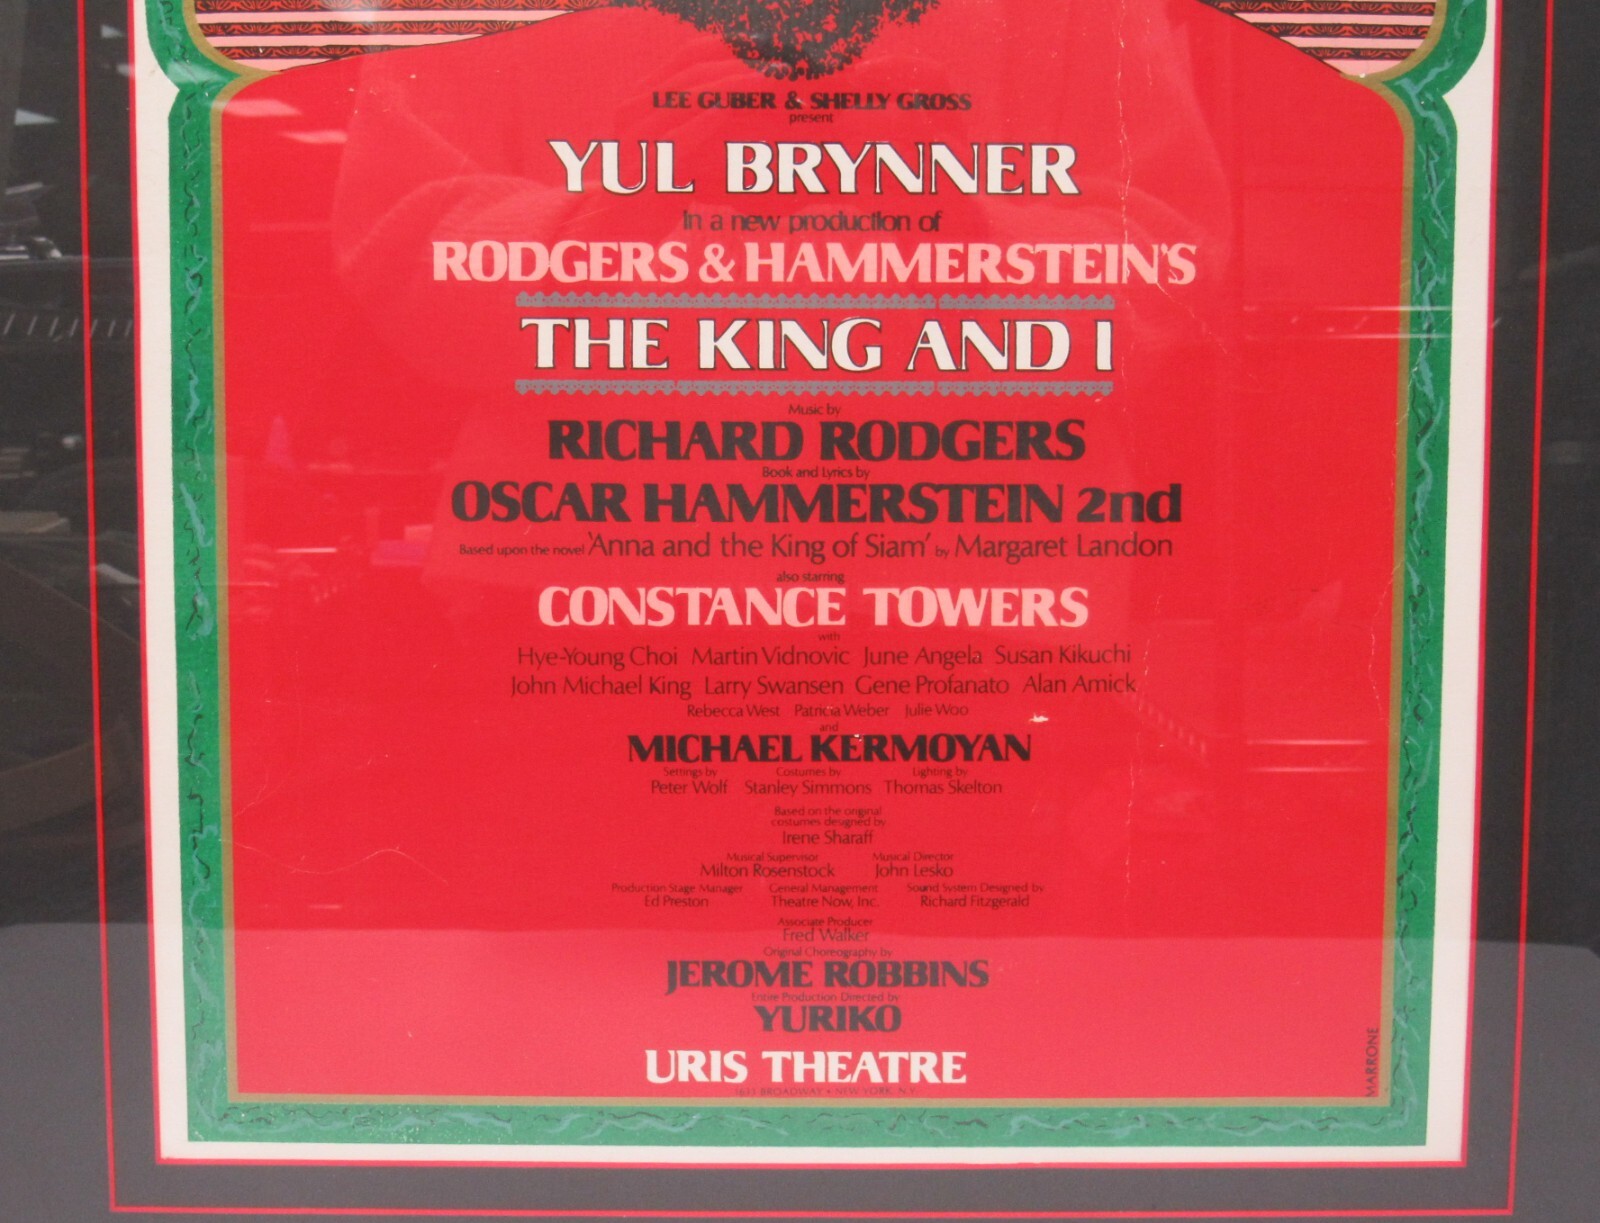 LEE GUBER & SHELLY GROSS
present
YUL BRYNNER
In a new production of
RODGERS & HAMMERSTEIN'S
THE KING AND I
Music by
RICHARD RODGERS
Book and Lyrics by
OSCAR HAMMERSTEIN 2nd
Based upon the novel 'Anna and the King of Siam' by Margaret Landon
also starring
CONSTANCE TOWERS
with
Hye-Young Choi Martin Vidnovic June Angela Susan Kikuchi
John Michael King Larry Swansen Gene Profanato Alan Amick
Rebecca West Patricia Weber Julie Woo
and
MICHAEL KERMOYAN
Settings by Costumes by Lighting by
Peter Wolf Stanley Simmons Thomas Skelton
Based on the original
costumes designed by
Irene Sharaff
Musical Supervisor Musical Director
Milton Rosenstock John Lesko
Production Stage Manager General Management Sound System Designed by
Ed Preston Theatre Now, Inc. Richard Fitzgerald
Associate Producer
Fred Walker
Original Choreography by
JEROME ROBBINS
Entire Production Directed by
YURIKO
URIS THEATRE
1633 BROADWAY • NEW YORK, N.Y.
MARRONE